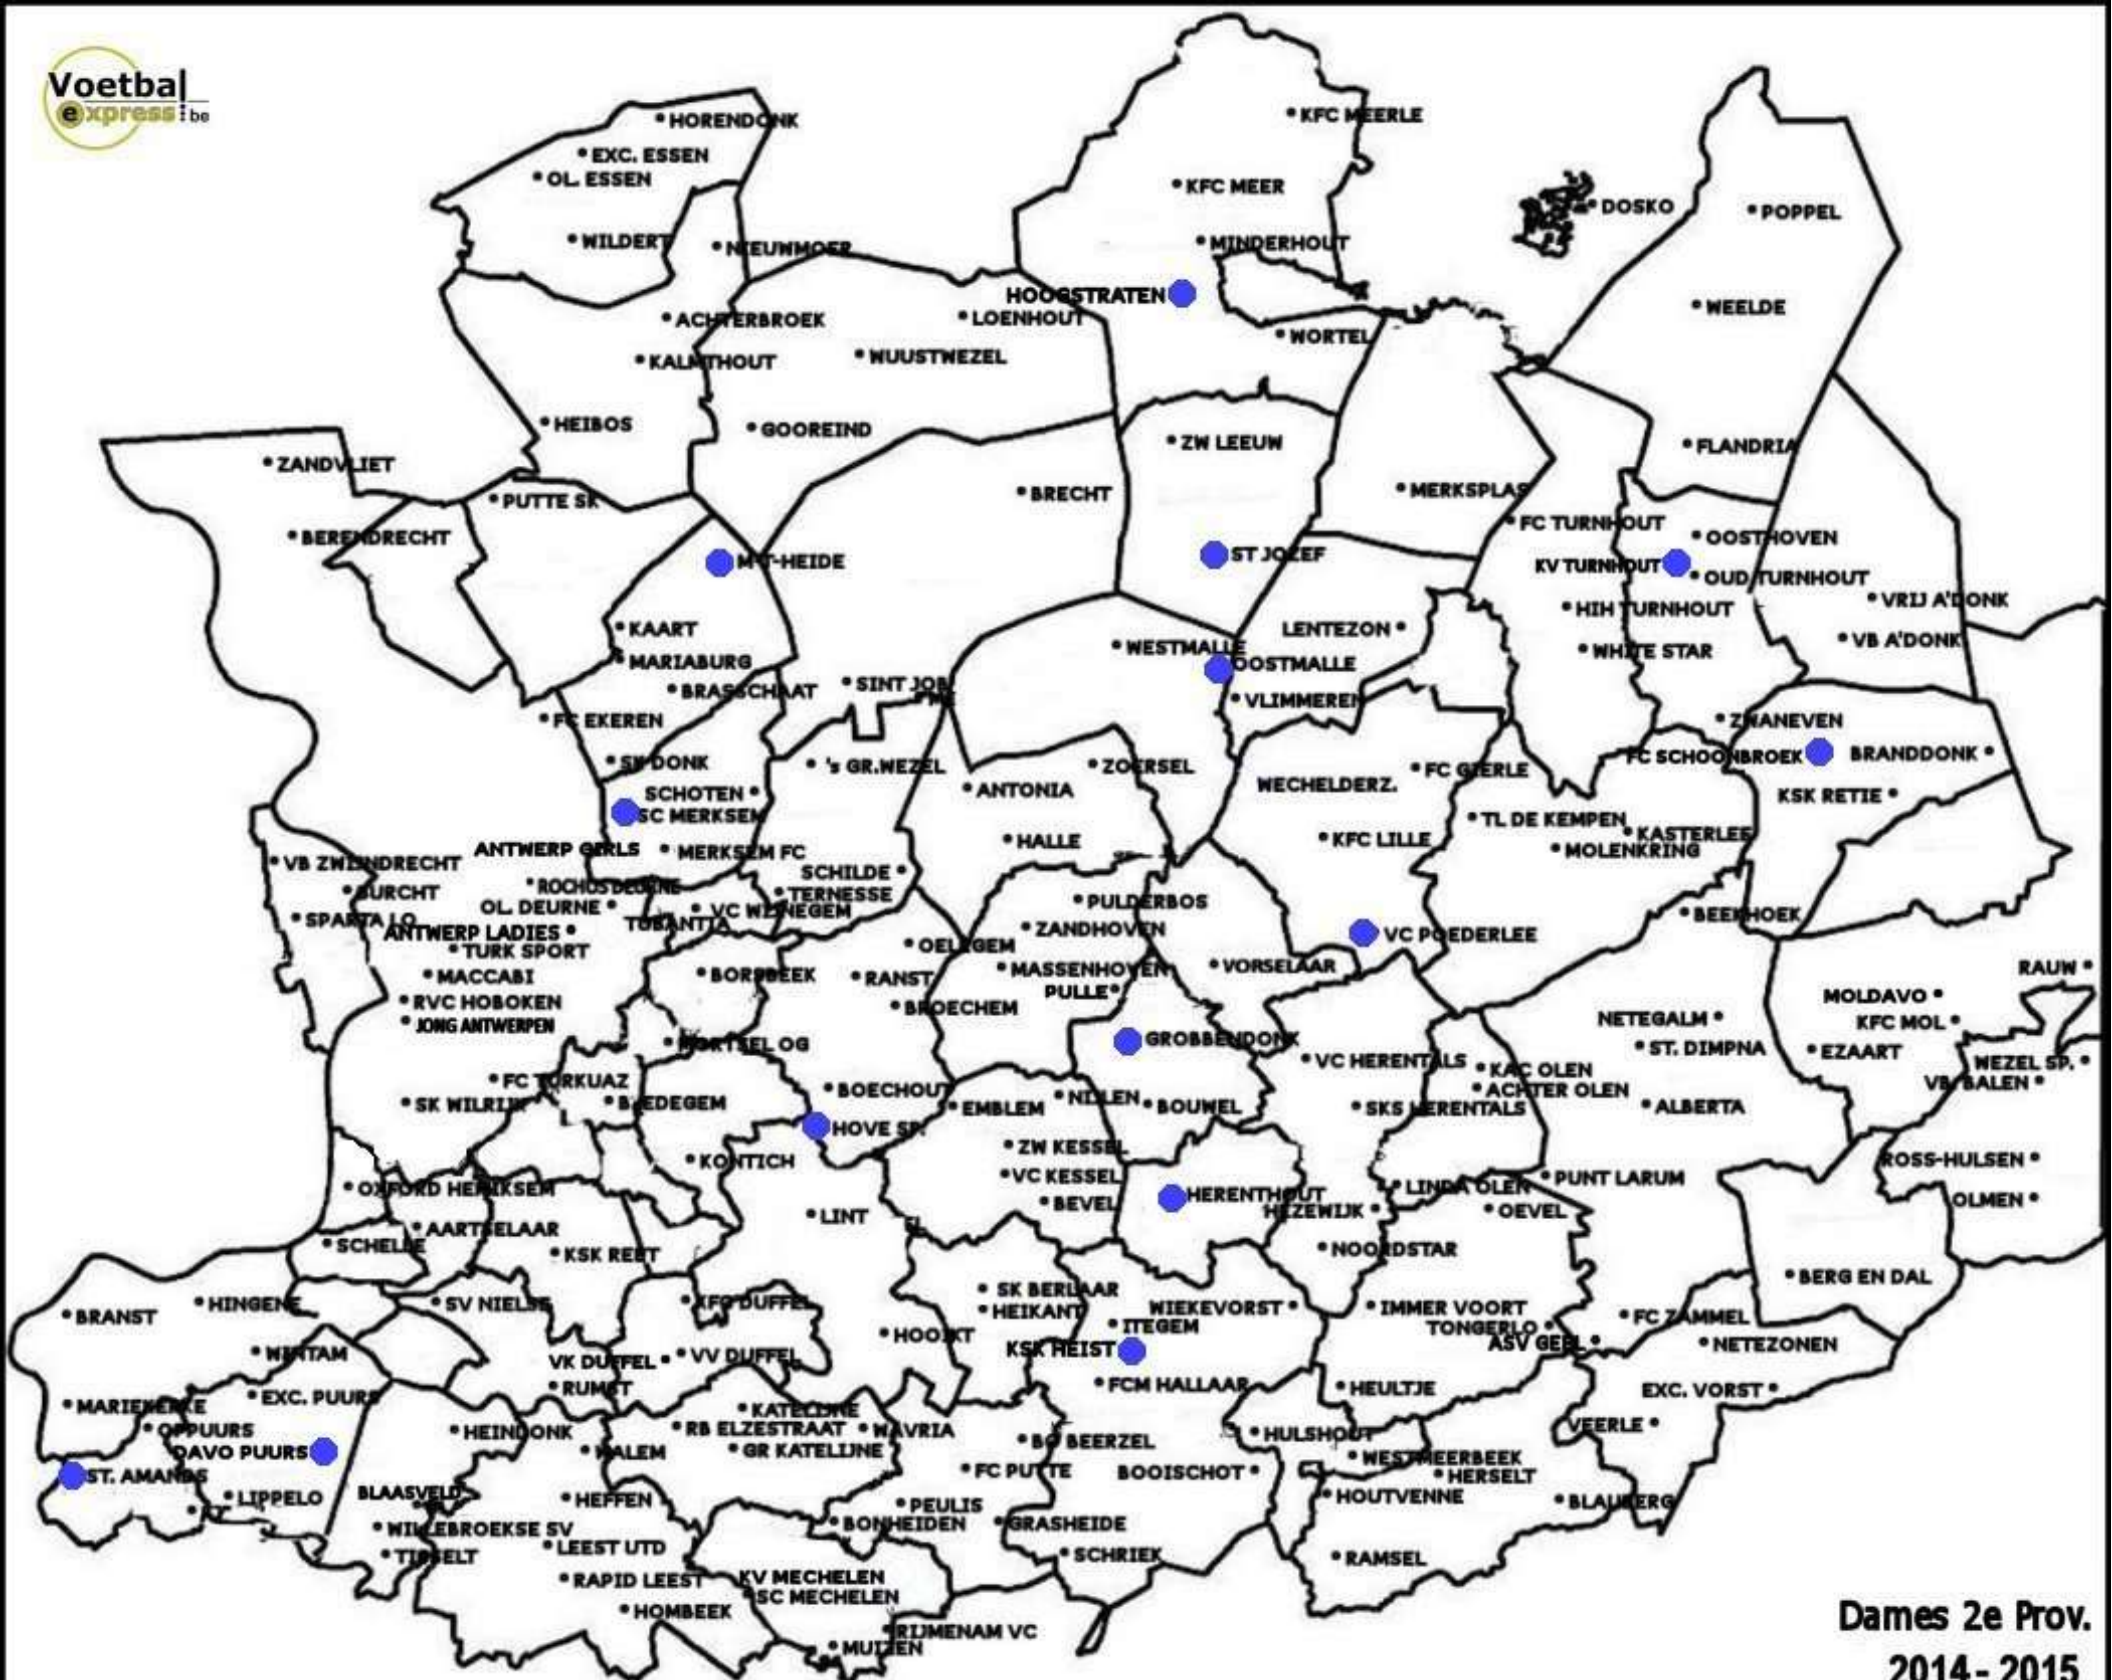 Voetbal
express.be
HORENDONK
KFC MEERLE
EXC. ESSEN
OL. ESSEN
KFC MEER
DOSKO
POPPEL
WILDERT
NIEUWMOER
MINDERHOUT
HOOGSTRATEN
WEELDE
ACHTERBROEK
LOENHOUT
WORTEL
KALMTHOUT
WUUSTWEZEL
HEIBOS
GOOREIND
ZW LEEUW
FLANDRIA
ZANDVLIET
PUTTE SK
BRECHT
MERKSPLAS
FC TURNHOUT
BERENDRECHT
OOSTHOVEN
M-T-HEIDE
ST JOZEF
KV TURNHOUT
OUD TURNHOUT
VRIJ A'DONK
HIH TURNHOUT
KAART
LENTEZON
VB A'DONK
MARIABURG
WESTMALLE
WHITE STAR
OOSTMALLE
BRASSCHAAT
SINT JOB
VLIMMEREN
FC EKEREN
ZWANEVEN
SK DONK
's GR.WEZEL
ZOERSEL
FC GIERLE
FC SCHOONBROEK
BRANDDONK
SCHOTEN
ANTONIA
WECHELDERZ.
KSK RETIE
SC MERKSEM
TL DE KEMPEN
KASTERLEE
ANTWERP GIRLS
MERKSEM FC
HALLE
KFC LILLE
MOLENKRING
VB ZWIJNDRECHT
SCHILDE
BURCHT
ROCHUS DEURNE
TERNESSE
PULDERBOS
OL. DEURNE
VC WIJNEGEM
BEEKHOEK
SPARTA LO
TUBANTIA
ANTWERP LADIES
ZANDHOVEN
VC POEDERLEE
TURK SPORT
OELEGEM
MACCABI
BORSBEEK
RANST
MASSENHOVEN
VORSELAAR
RAUW
RVC HOBOKEN
BROECHEM
PULLE
MOLDAVO
JONG ANTWERPEN
NETEGALM
KFC MOL
MORTSEL OG
GROBBENDONK
ST. DIMPNA
EZAART
VC HERENTALS
KAC OLEN
WEZEL SP.
FC TURKUAZ
BOECHOUT
ACHTER OLEN
VB BALEN
SK WILRIJK
BUEDEGEM
EMBLEM
NIJLEN
BOUWEL
SKS HERENTALS
ALBERTA
HOVE SP.
KONTICH
ZW KESSEL
ROSS-HULSEN
VC KESSEL
PUNT LARUM
OXFORD HEMIKSEM
HERENTHOUT
LINDA OLEN
OLMEN
BEVEL
HEZEWIJK
OEVEL
LINT
AARTSELAAR
SCHELLE
KSK REET
NOORDSTAR
BERG EN DAL
SK BERLAAR
BRANST
HINGENE
SV NIELSE
KFC DUFFEL
HEIKANT
WIEKEVORST
IMMER VOORT
FC ZAMMEL
ITEGEM
TONGERLO
HOOIKT
KSK HEIST
ASV GEEL
NETEZONEN
WINTAM
VK DUFFEL
VV DUFFEL
RUMST
FCM HALLAAR
HEULTJE
EXC. VORST
MARIEKERKE
EXC. PUURS
KATELIJNE
OPPUURS
HEINDONK
RB ELZESTRAAT
WAVRIA
VEERLE
DAVO PUURS
WALEM
GR KATELIJNE
BO BEERZEL
HULSHOUT
WESTMEERBEEK
ST. AMANDS
FC PUTTE
BOOISCHOT
HERSELT
LIPPELO
BLAASVELD
HEFFEN
PEULIS
HOUTVENNE
BLAUBERG
WILLEBROEKSE SV
BONHEIDEN
GRASHEIDE
TISSELT
LEEST UTD
SCHRIEK
RAMSEL
RAPID LEEST
KV MECHELEN
SC MECHELEN
HOMBEEK
RIJMENAM VC
MUIZEN
Dames 2e Prov.
2014 - 2015